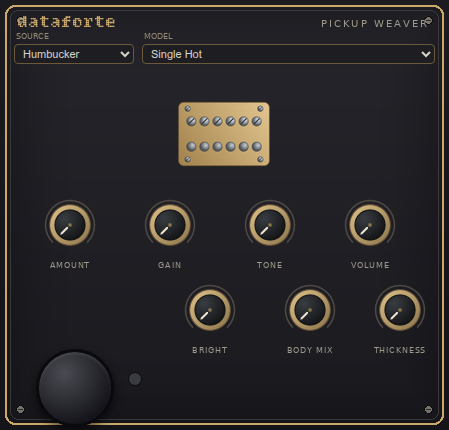 dataforte
PICKUP WEAVER
SOURCE MODEL
Humbucker Single Hot
AMOUNT GAIN TONE VOLUME
BRIGHT BODY MIX THICKNESS